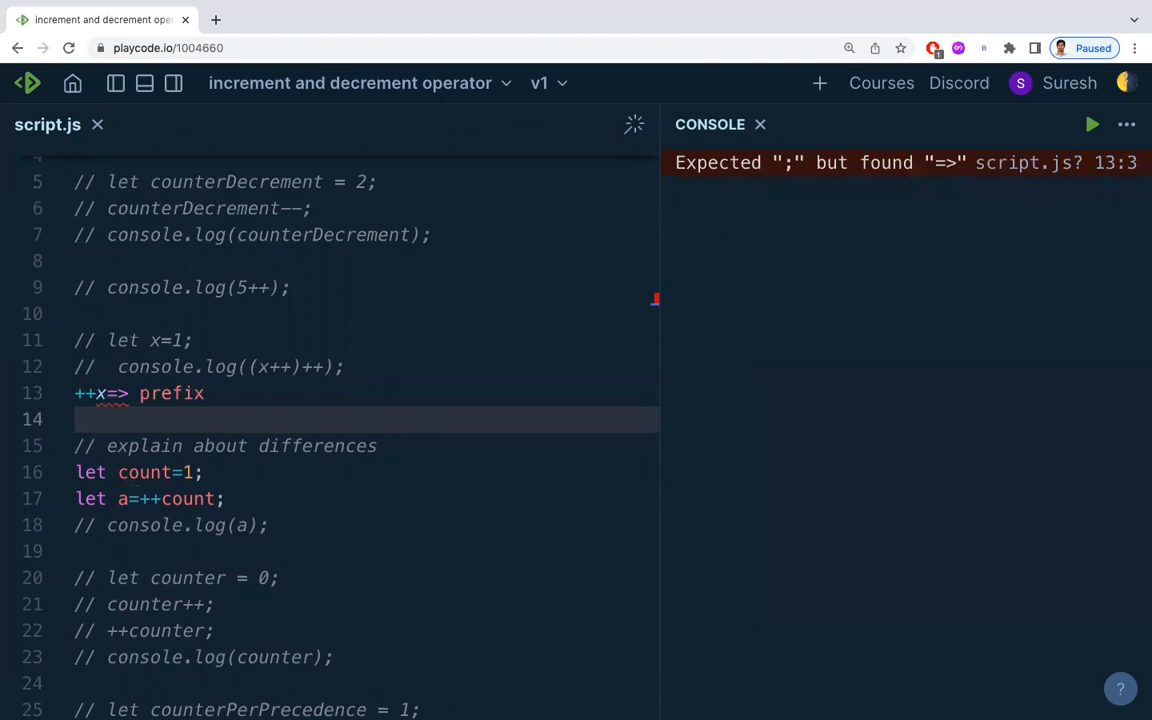 increment and decrement oper
playcode.io/1004660
1
Paused
increment and decrement operator
v1
Courses
Discord
S
Suresh
script.js
CONSOLE
Expected ";" but found "=>" script.js? 13:3
4
5 // let counterDecrement = 2;
6 // counterDecrement--;
7 // console.log(counterDecrement);
8
9 // console.log(5++);
10
11 // let x=1;
12 //  console.log((x++)++);
13 ++x=> prefix
14
15 // explain about differences
16 let count=1;
17 let a=++count;
18 // console.log(a);
19
20 // let counter = 0;
21 // counter++;
22 // ++counter;
23 // console.log(counter);
24
25 // let counterPerPrecedence = 1;
?